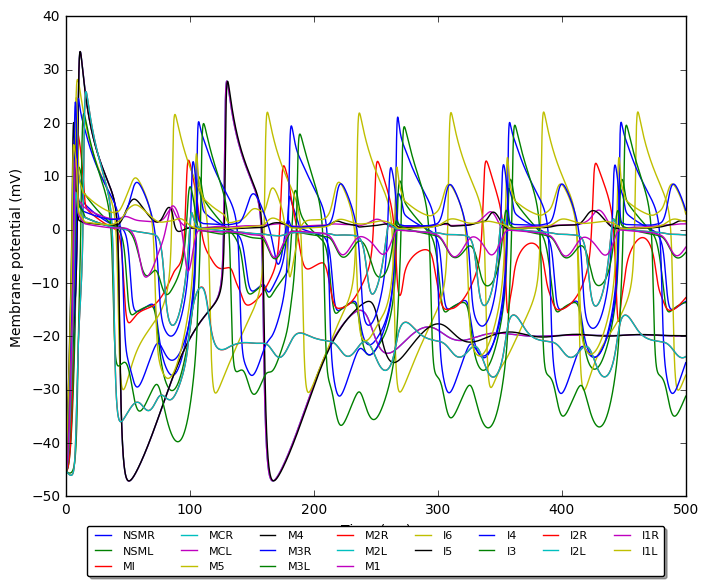 40
30
20
10
0
−10
−20
−30
−40
−50
Membrane potential (mV)
0 100 200 300 400 500
NSMR MCR M4 M2R I6 I4 I2R I1R
NSML MCL M3R M2L I5 I3 I2L I1L
MI M5 M3L M1